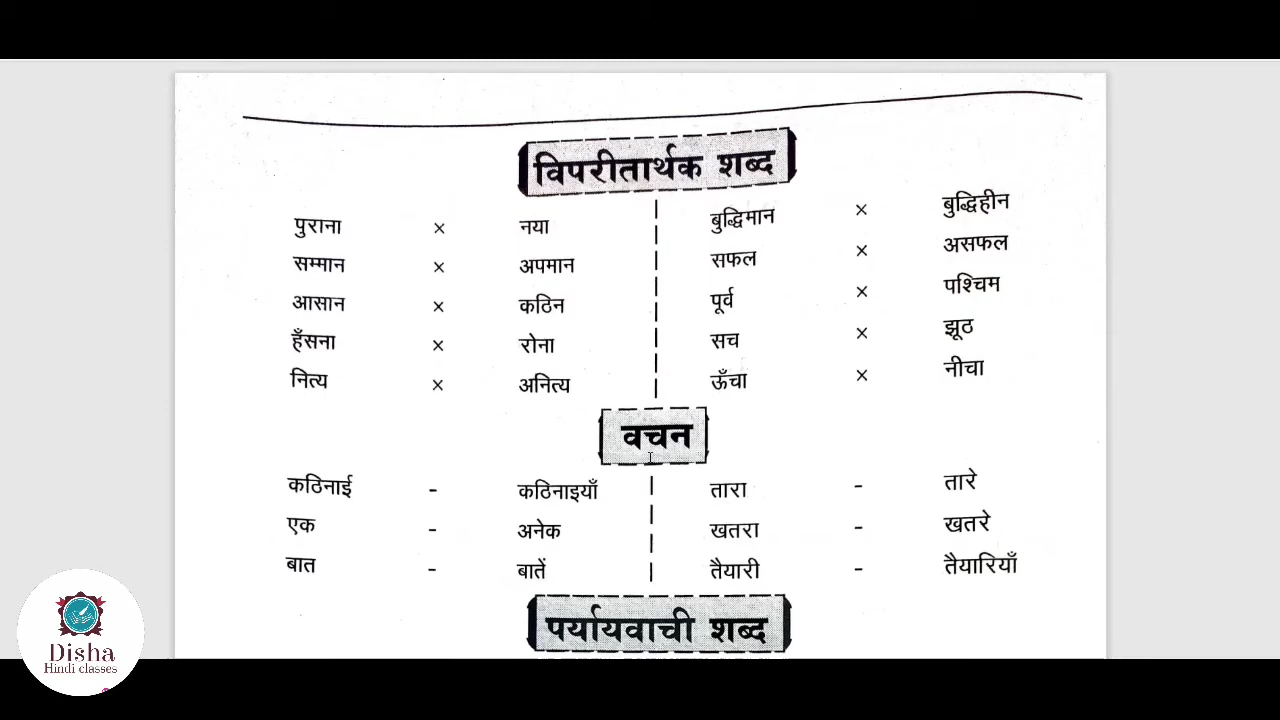 विपरीतार्थक शब्द
पुराना × नया बुद्धिमान × बुद्धिहीन
सम्मान × अपमान सफल × असफल
आसान × कठिन पूर्व × पश्चिम
हँसना × रोना सच × झूठ
नित्य × अनित्य ऊँचा × नीचा
वचन
कठिनाई - कठिनाइयाँ तारा - तारे
एक - अनेक खतरा - खतरे
बात - बातें तैयारी - तैयारियाँ
पर्यायवाची शब्द
Disha
Hindi classes